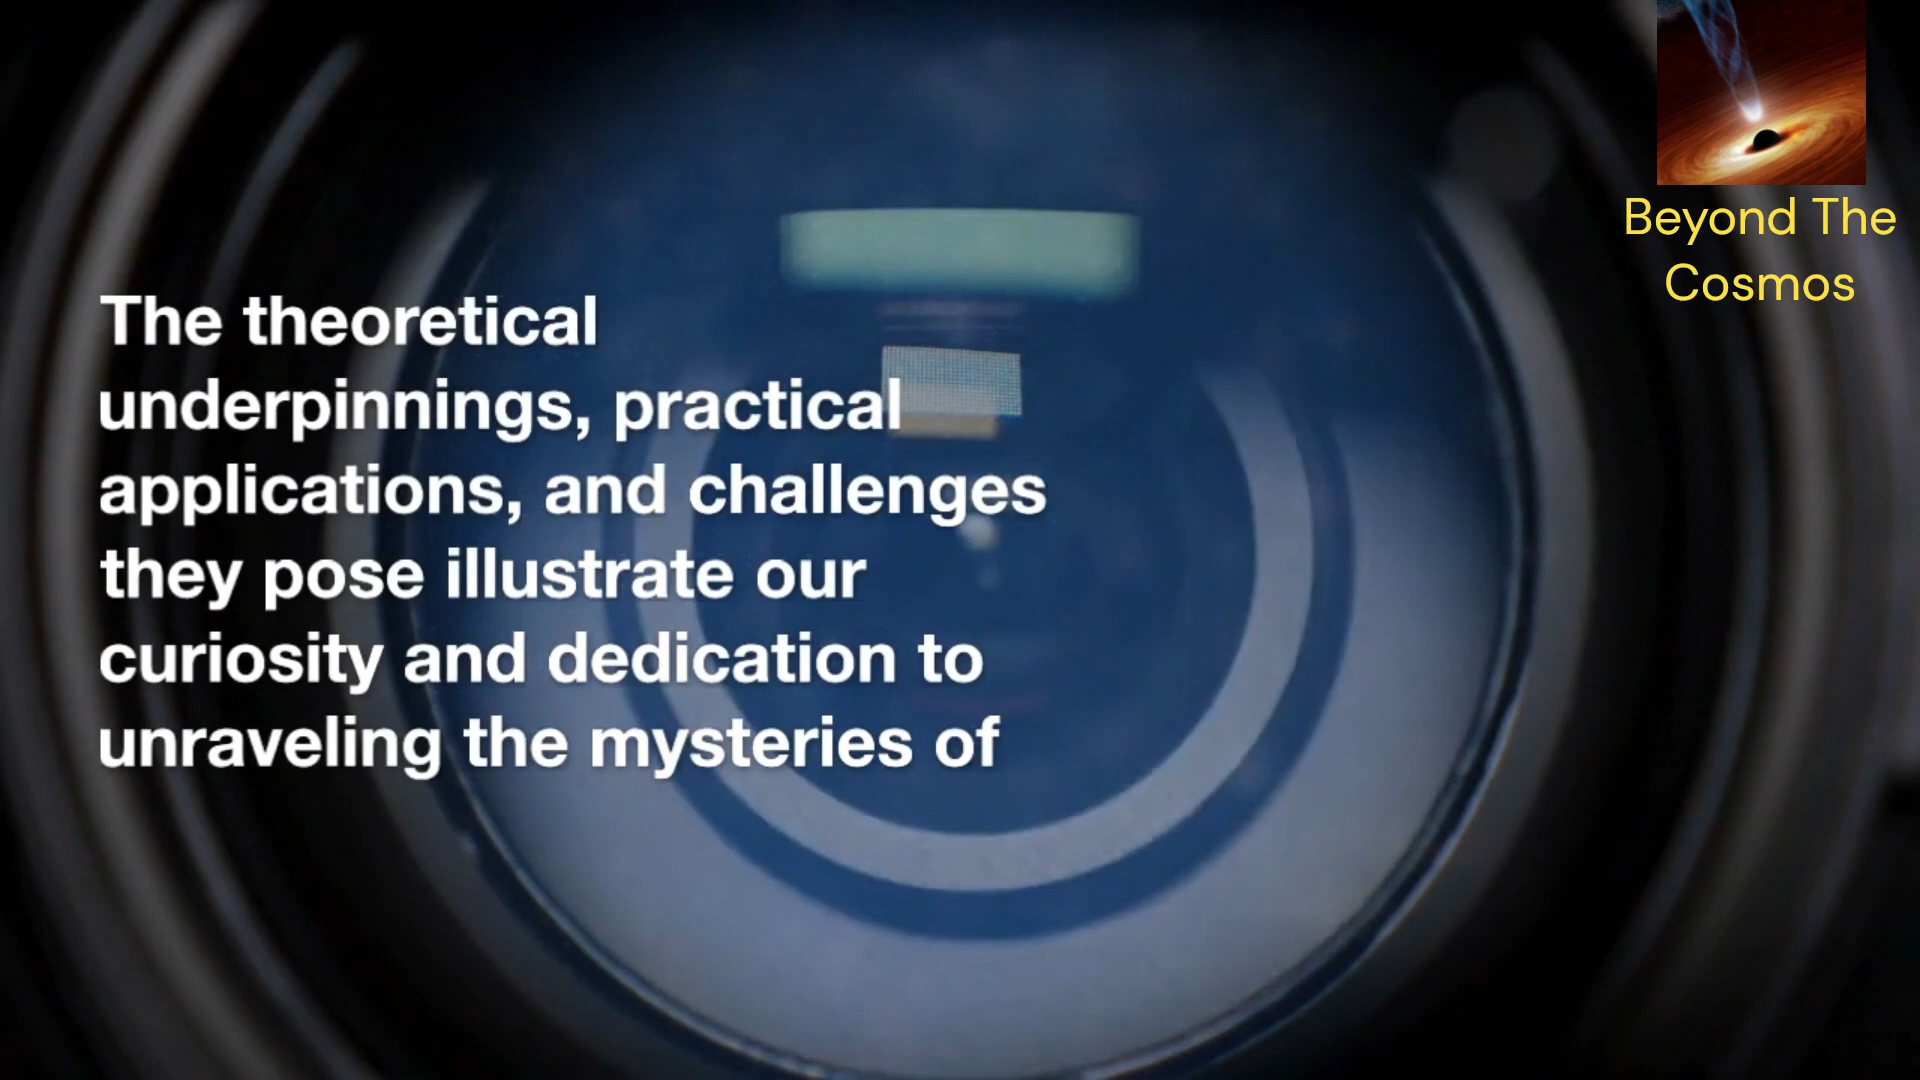 The theoretical
underpinnings, practical
applications, and challenges
they pose illustrate our
curiosity and dedication to
unraveling the mysteries of
Beyond The
Cosmos